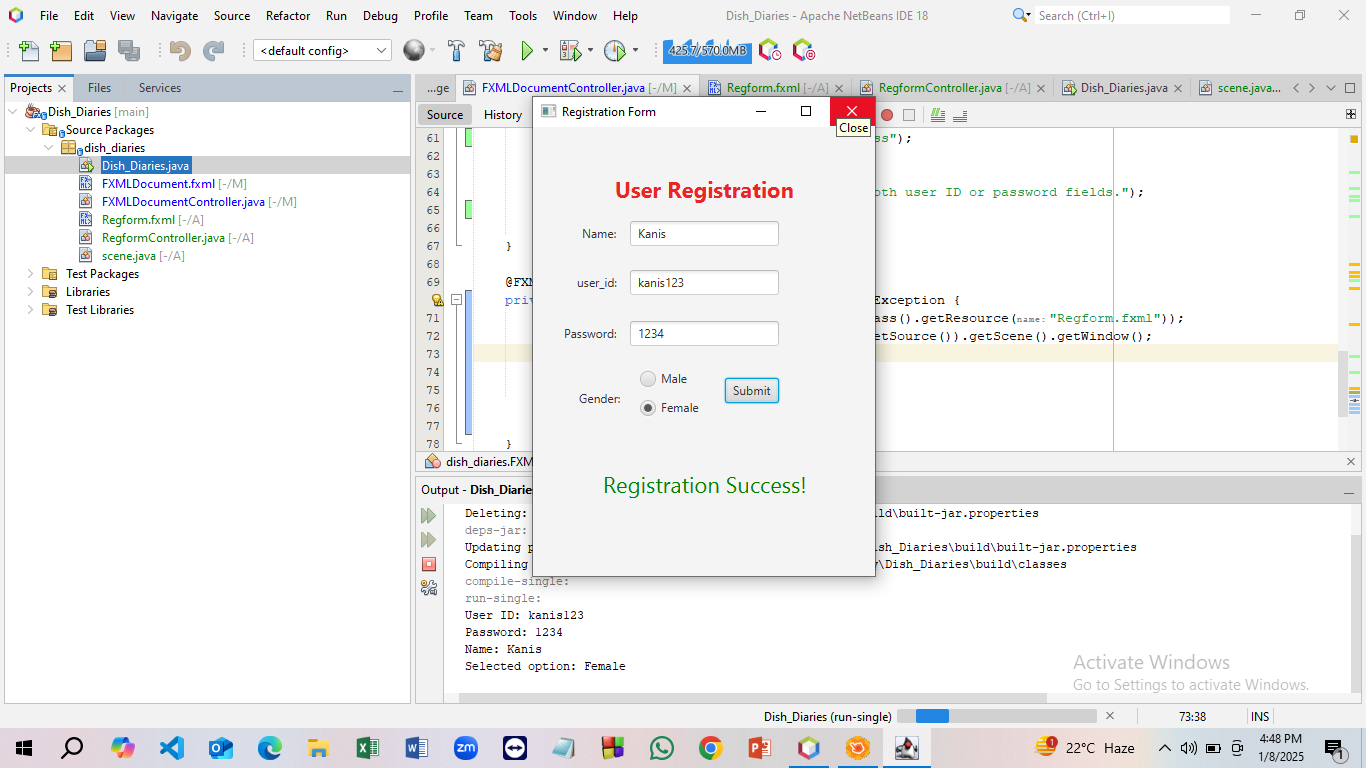 File Edit View Navigate Source Refactor Run Debug Profile Team Tools Window Help
Dish_Diaries - Apache NetBeans IDE 18
Search (Ctrl+I)
<default config>
425.7/570.0MB
Projects Files Services
Dish_Diaries [main]
Source Packages
dish_diaries
Dish_Diaries.java
FXMLDocument.fxml [-/M]
FXMLDocumentController.java [-/M]
Regform.fxml [-/A]
RegformController.java [-/A]
scene.java [-/A]
Test Packages
Libraries
Test Libraries
...ge FXMLDocumentController.java [-/M] Regform.fxml [-/A] RegformController.java [-/A] Dish_Diaries.java scene.java...
Source History
61 ss");
62
63
64 oth user ID or password fields.");
65
66
67 }
68
69 @FXM
priv Exception {
71 ass().getResource(name: "Regform.fxml"));
72 etSource()).getScene().getWindow();
73
74
75
76
77
78 }
dish_diaries.FXM
Registration Form
Close
User Registration
Name: Kanis
user_id: kanis123
Password: 1234
Gender: Male
Female
Submit
Registration Success!
Output - Dish_Diaries
Deleting: ild\built-jar.properties
deps-jar:
Updating p ish_Diaries\build\built-jar.properties
Compiling y\Dish_Diaries\build\classes
compile-single:
run-single:
User ID: kanis123
Password: 1234
Name: Kanis
Selected option: Female
Activate Windows
Go to Settings to activate Windows.
Dish_Diaries (run-single) 73:38 INS
zm
22°C Haze
4:48 PM
1/8/2025
1